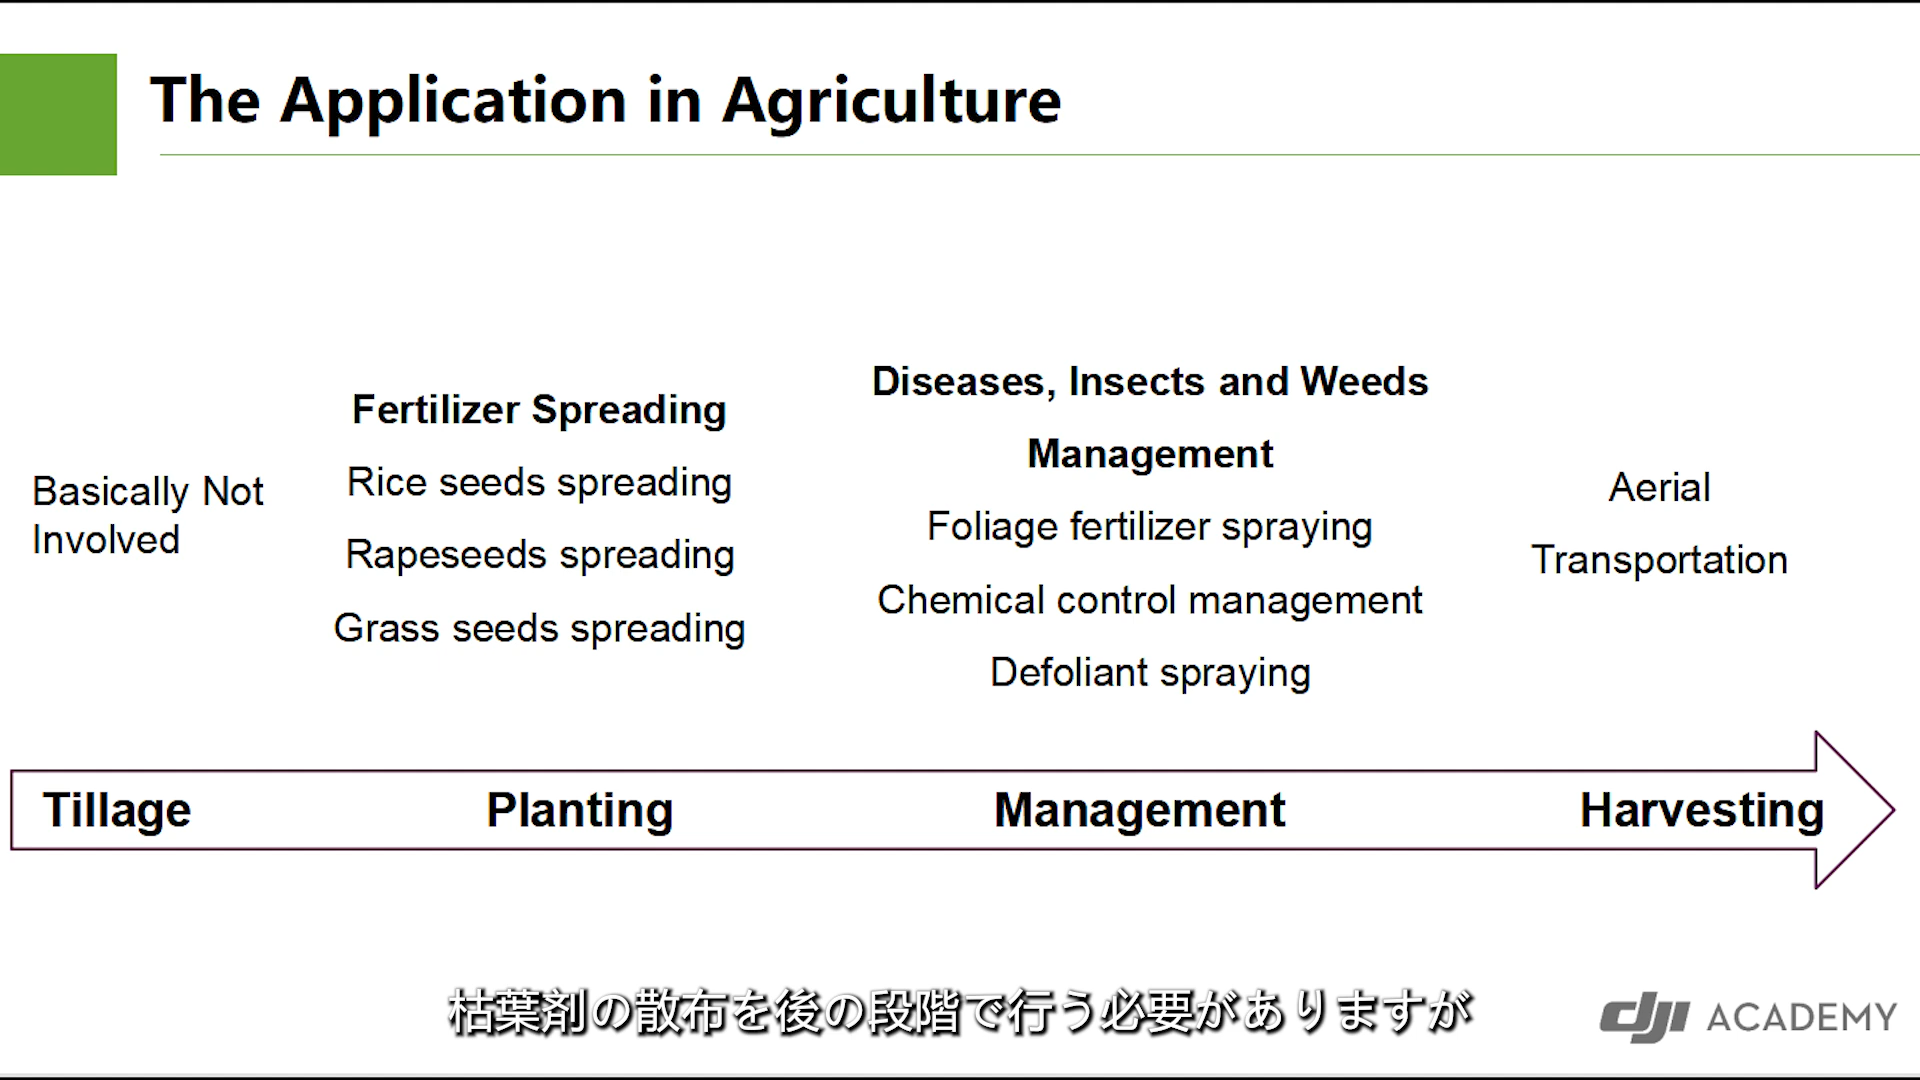 The Application in Agriculture
Basically Not
Involved
Fertilizer Spreading
Rice seeds spreading
Rapeseeds spreading
Grass seeds spreading
Diseases, Insects and Weeds
Management
Foliage fertilizer spraying
Chemical control management
Defoliant spraying
Aerial
Transportation
Tillage
Planting
Management
Harvesting
枯葉剤の散布を後の段階で行う必要がありますが
dji ACADEMY